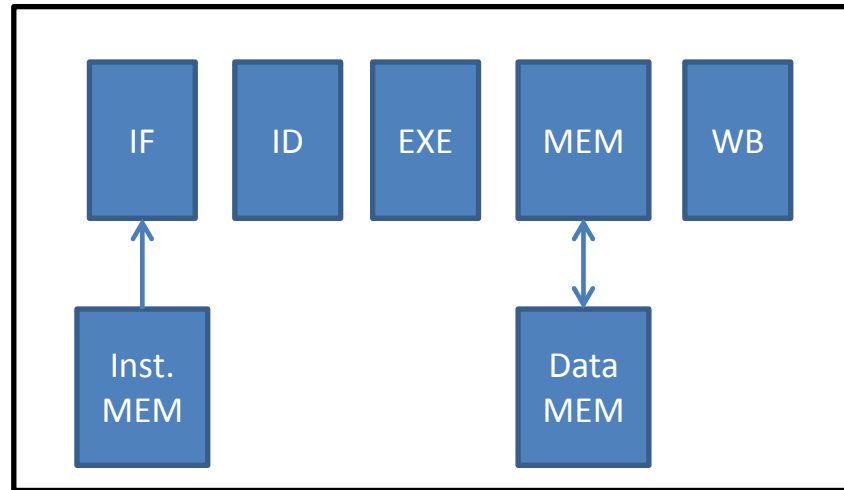 IF
ID
EXE
MEM
WB
Inst.
MEM
Data
MEM